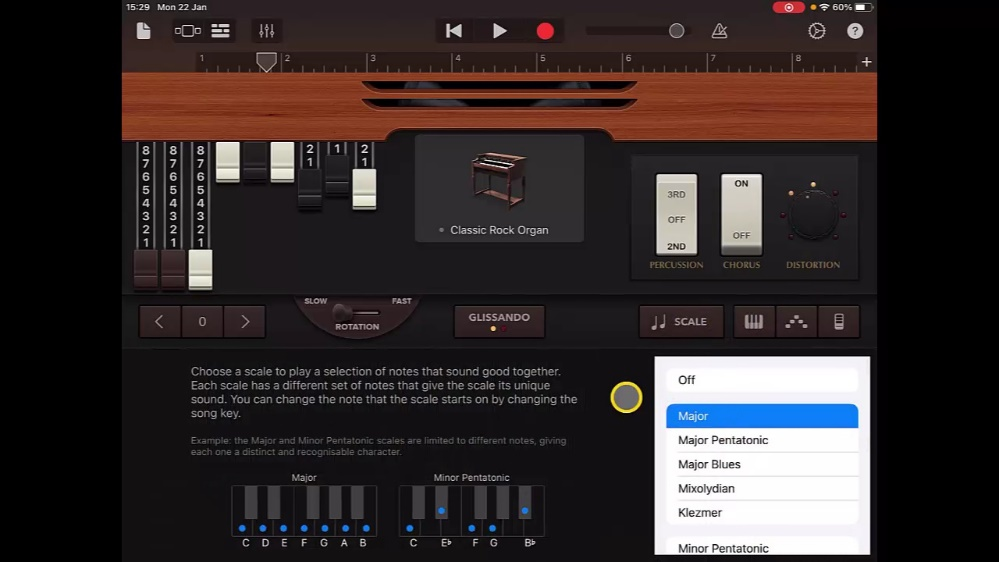 15:29 Mon 22 Jan
60%
1 2 3 4 5 6 7 8
8 8 8 2 1 2
7 7 7 1 1
6 6 6
5 5 5
4 4 4
3 3 3
2 2 2
1 1 1
Classic Rock Organ
3RD
OFF
2ND
PERCUSSION
ON
OFF
CHORUS
DISTORTION
SLOW FAST
ROTATION
0
GLISSANDO
SCALE
Choose a scale to play a selection of notes that sound good together.
Each scale has a different set of notes that give the scale its unique
sound. You can change the note that the scale starts on by changing the
song key.
Example: the Major and Minor Pentatonic scales are limited to different notes, giving
each one a distinct and recognisable character.
Major
C D E F G A B
Minor Pentatonic
C E♭ F G B♭
Off
Major
Major Pentatonic
Major Blues
Mixolydian
Klezmer
Minor Pentatonic